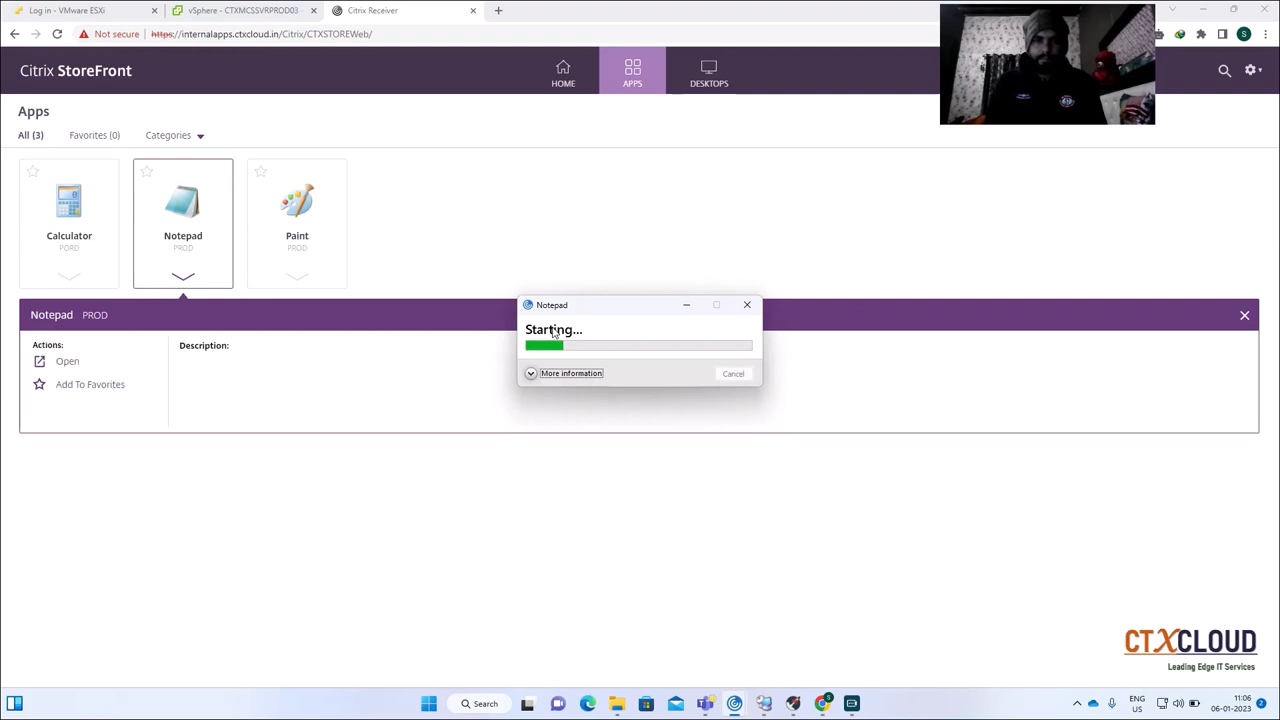 Log in - VMware ESXi
vSphere - CTXMCSSVRPROD03 -
Citrix Receiver
Not secure
https://internalapps.ctxcloud.in/Citrix/CTXSTOREWeb/
S
Citrix StoreFront
HOME
APPS
DESKTOPS
Apps
All (3)
Favorites (0)
Categories
Calculator
PORD
Notepad
PROD
Paint
PROD
Notepad PROD
Actions:
Open
Add To Favorites
Description:
Notepad
Starting...
More information
Cancel
CTXCLOUD
Leading Edge IT Services
Search
ENG
US
11:06
06-01-2023